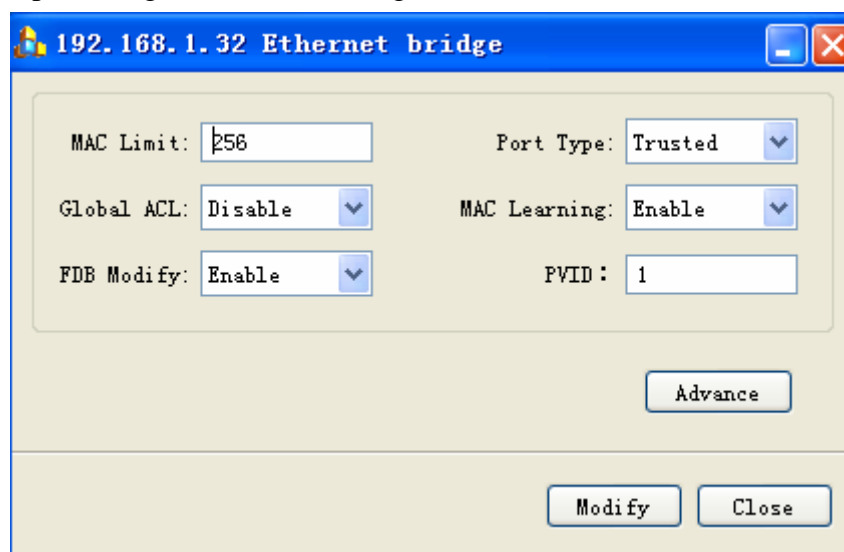 192.168.1.32 Ethernet bridge
MAC Limit: 256 Port Type: Trusted
Global ACL: Disable MAC Learning: Enable
FDB Modify: Enable PVID: 1
Advance
Modify Close